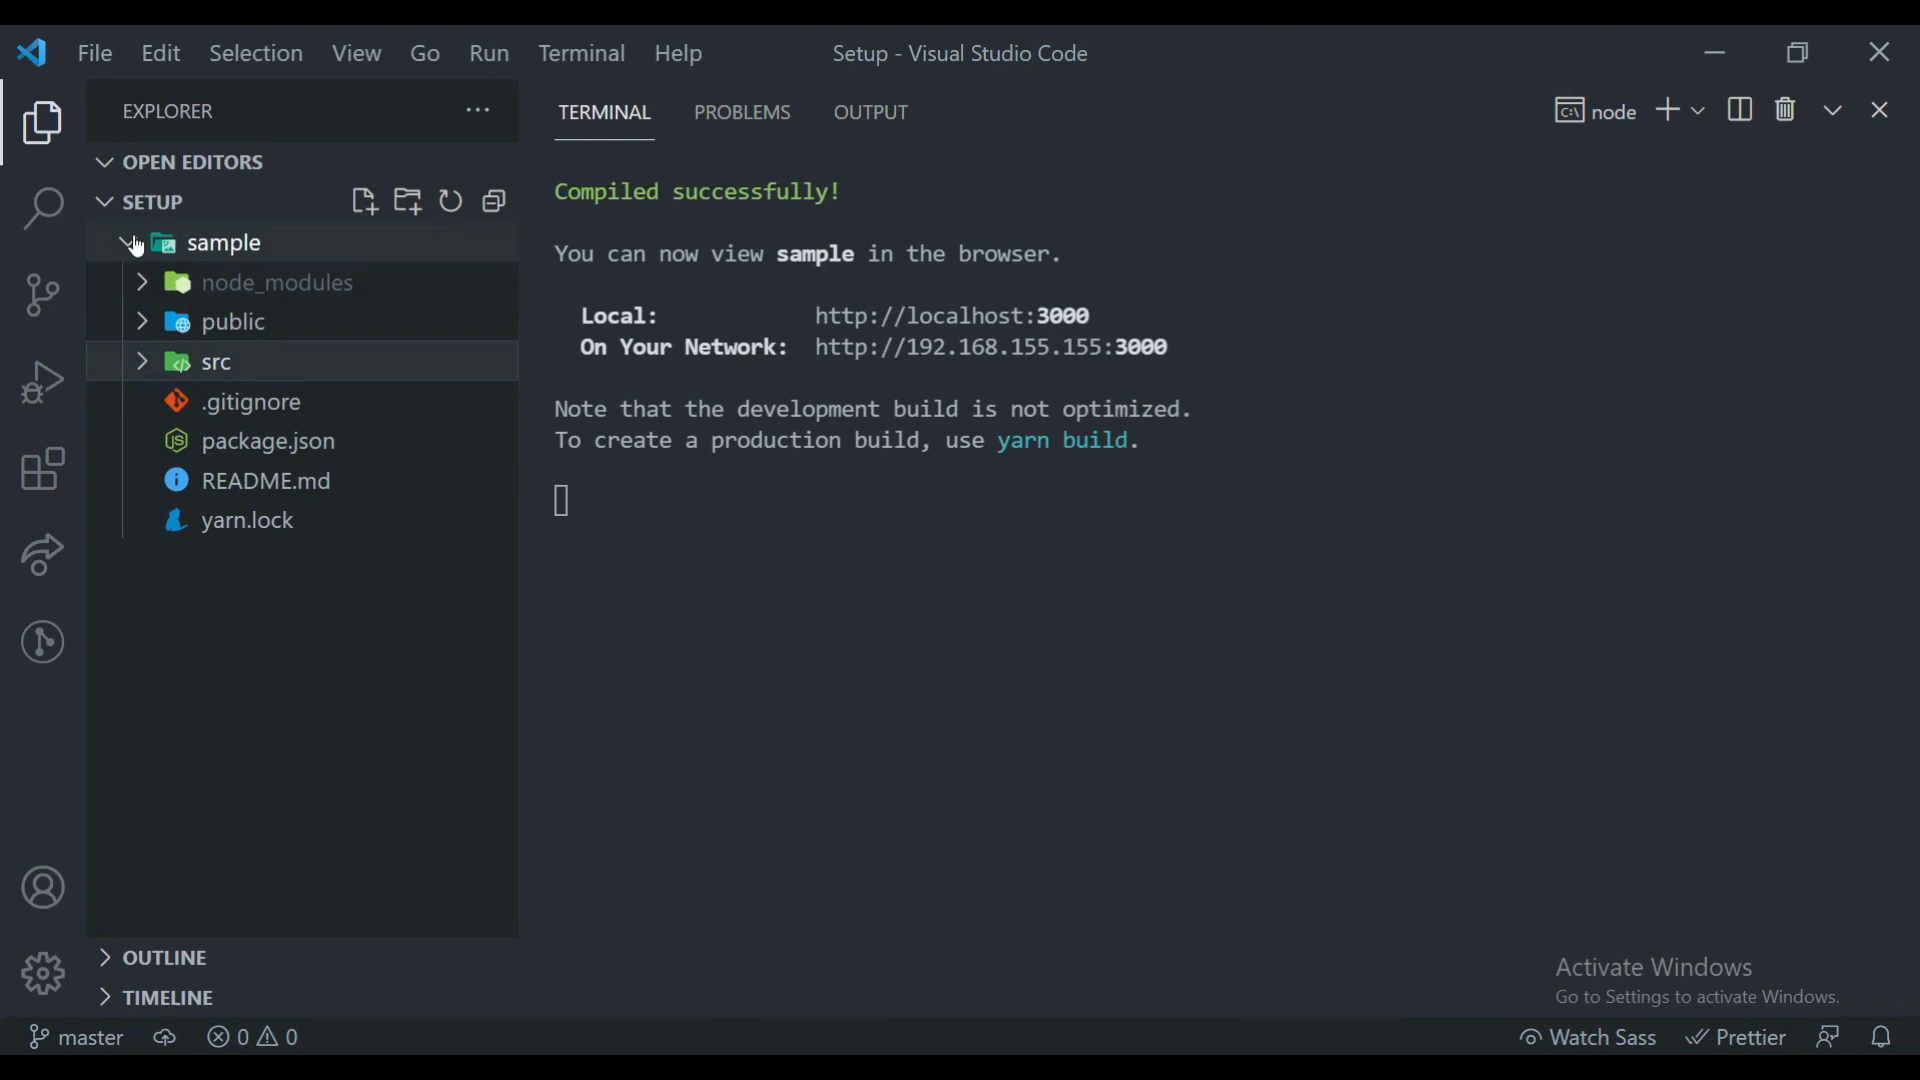 File Edit Selection View Go Run Terminal Help Setup - Visual Studio Code
EXPLORER
OPEN EDITORS
SETUP
sample
node_modules
public
src
.gitignore
package.json
README.md
yarn.lock
OUTLINE
TIMELINE
TERMINAL PROBLEMS OUTPUT
node
Compiled successfully!
You can now view sample in the browser.
Local: http://localhost:3000
On Your Network: http://192.168.155.155:3000
Note that the development build is not optimized.
To create a production build, use yarn build.
Activate Windows
Go to Settings to activate Windows.
master 0 0 Watch Sass Prettier